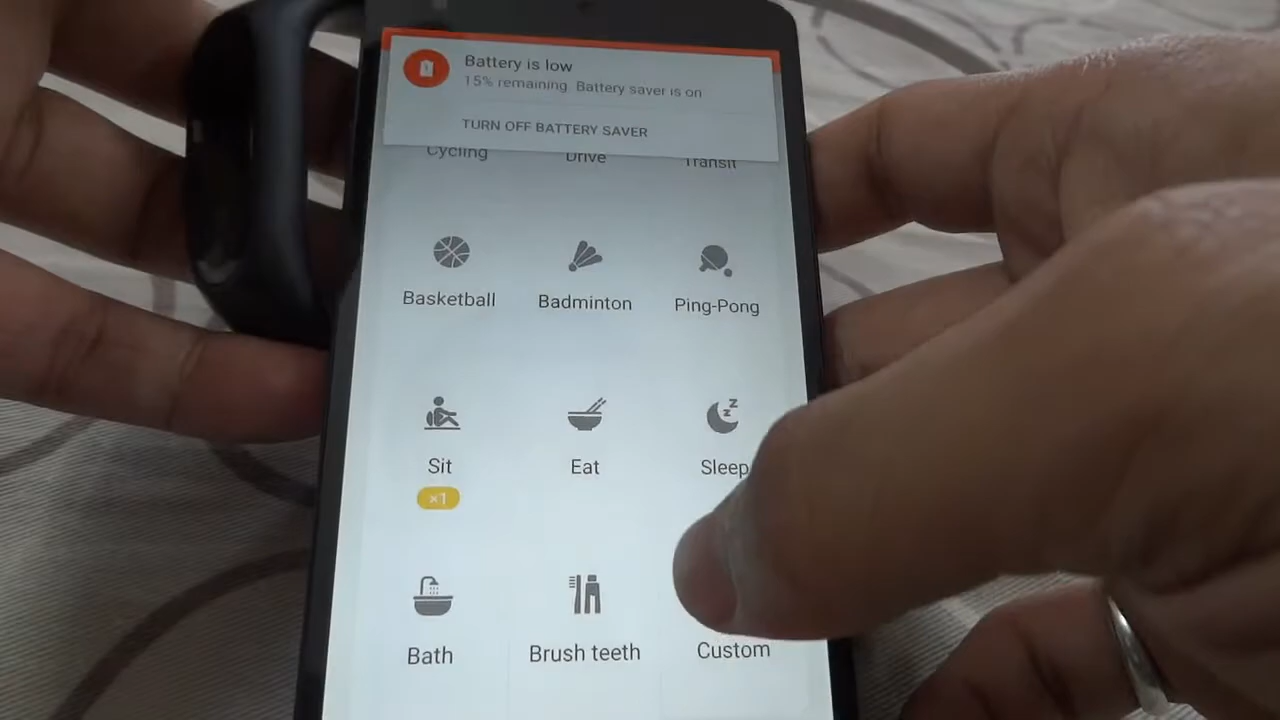 Battery is low
15% remaining. Battery saver is on
TURN OFF BATTERY SAVER
Cycling Drive Transit
Basketball Badminton Ping-Pong
Sit Eat Sleep
×1
Bath Brush teeth Custom